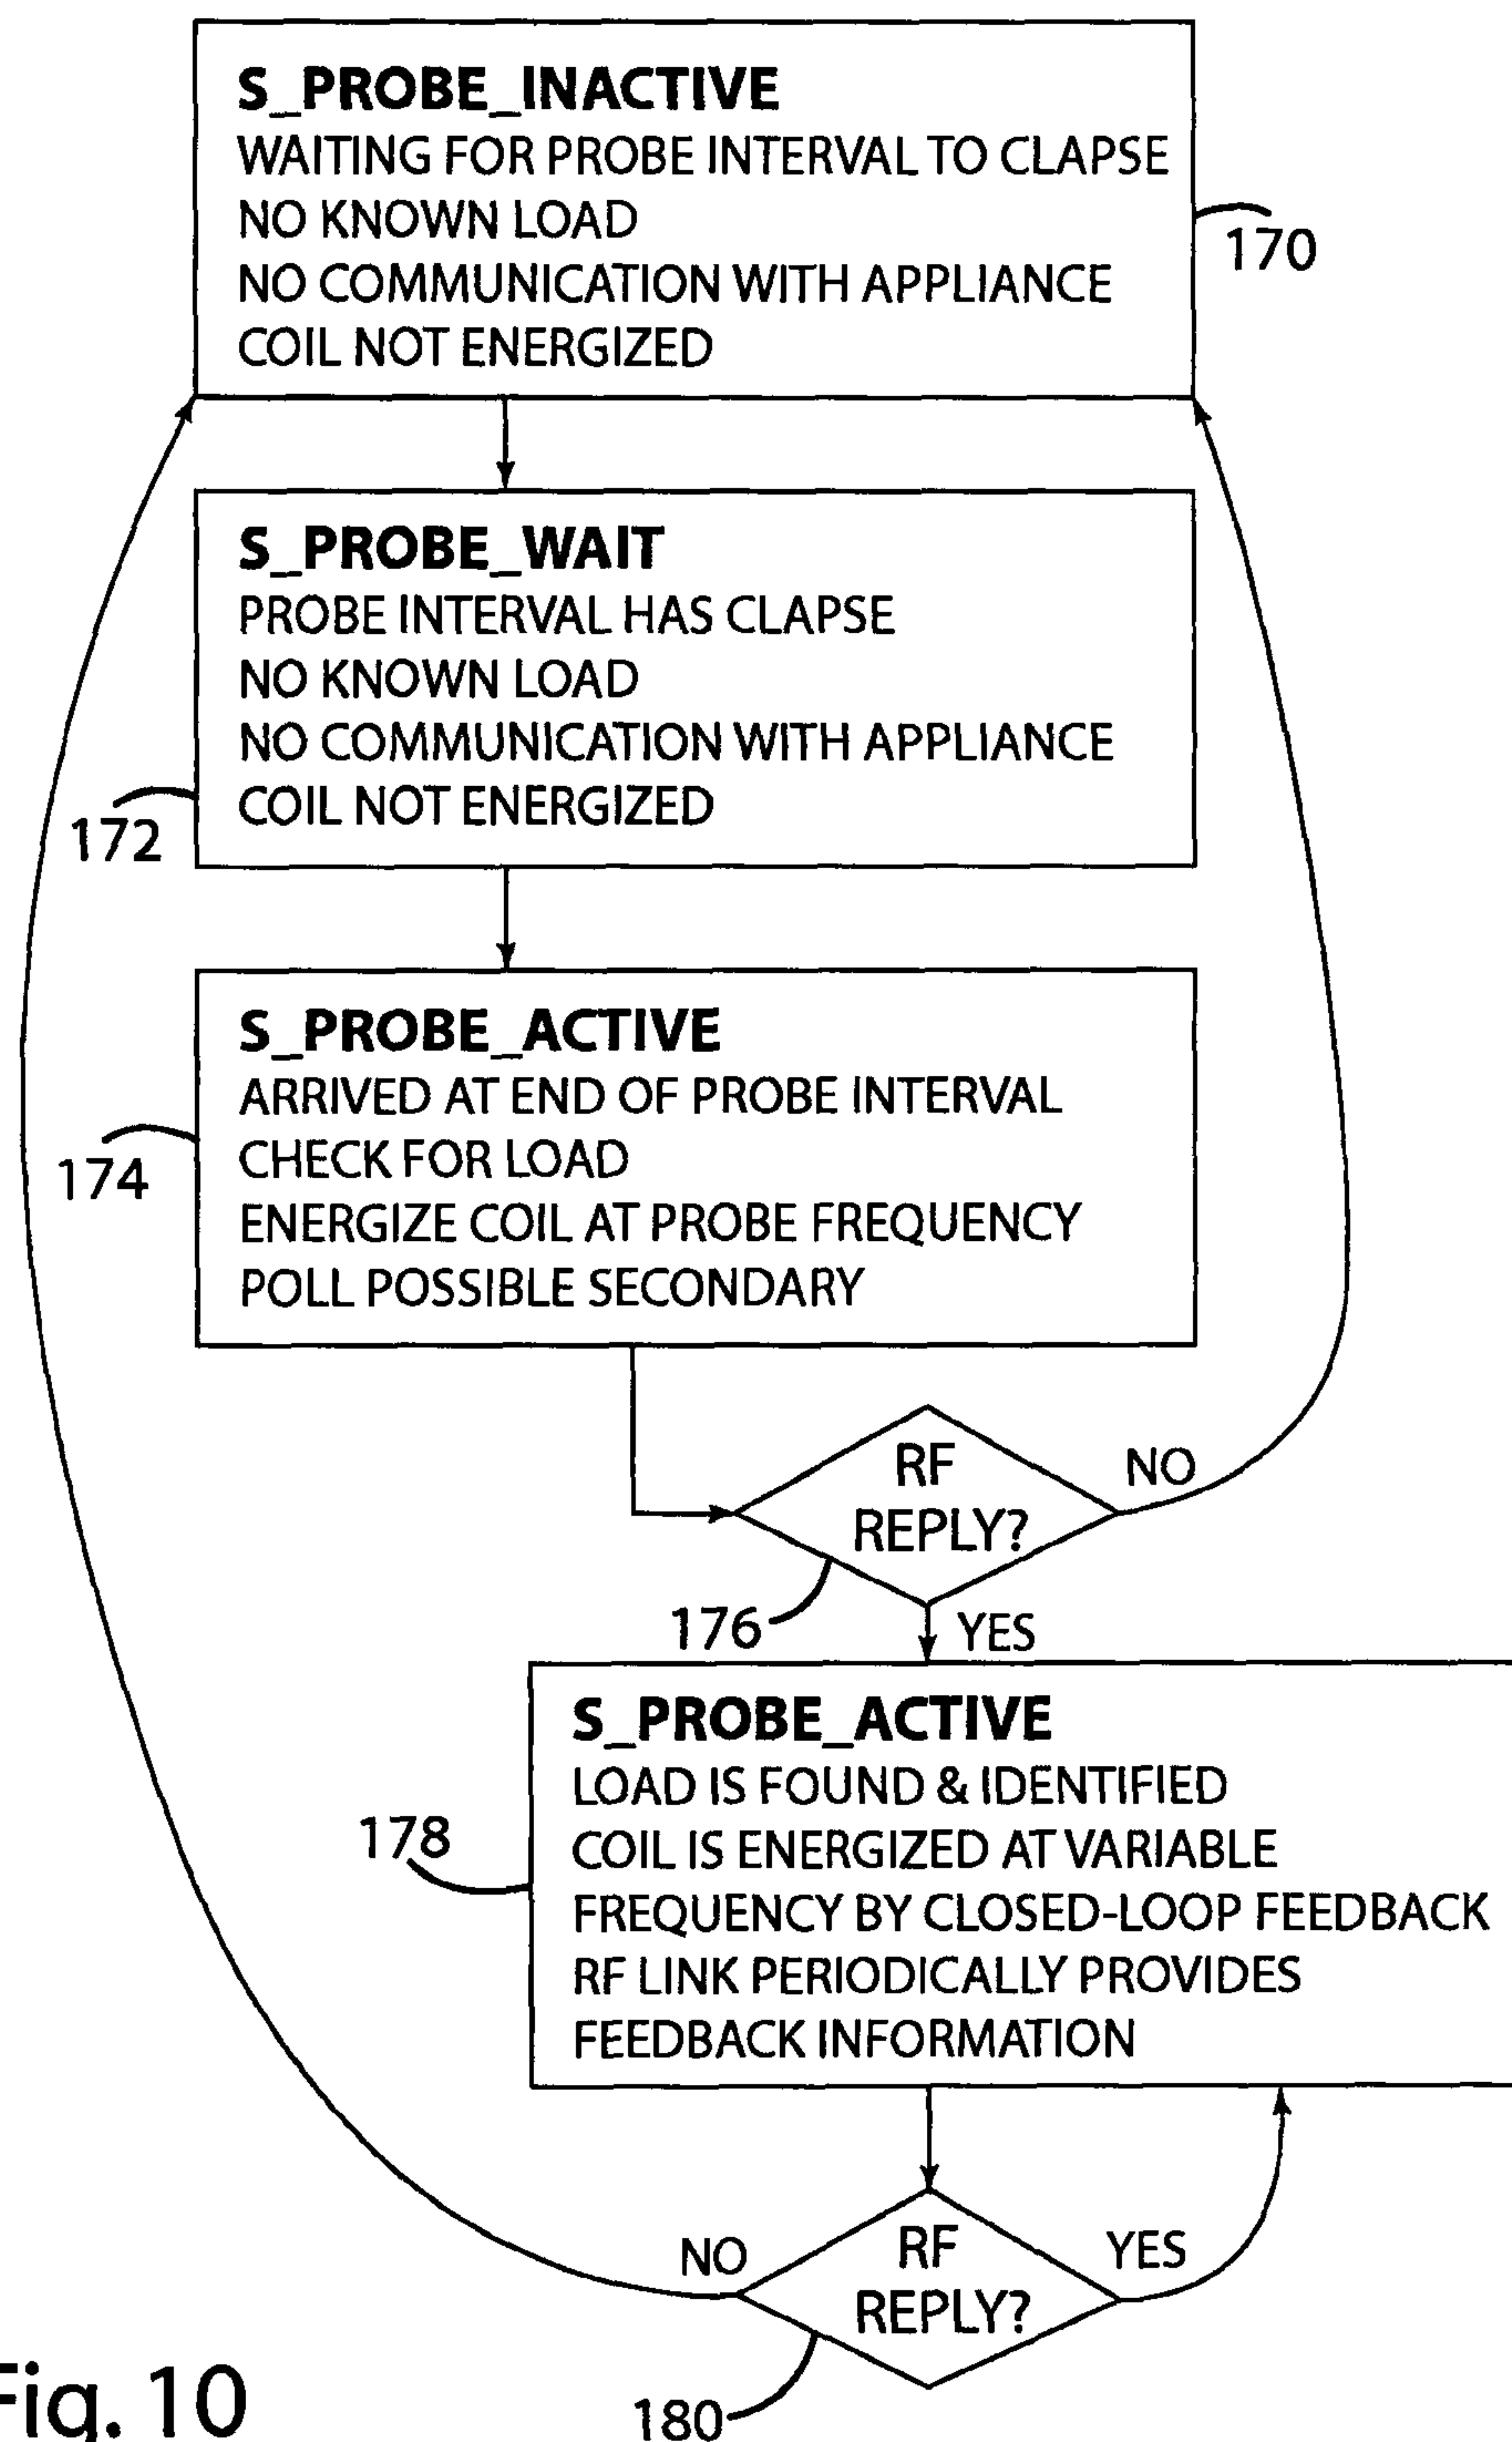 S_PROBE_INACTIVE
WAITING FOR PROBE INTERVAL TO CLAPSE
NO KNOWN LOAD
NO COMMUNICATION WITH APPLIANCE
COIL NOT ENERGIZED
170
S_PROBE_WAIT
PROBE INTERVAL HAS CLAPSE
NO KNOWN LOAD
NO COMMUNICATION WITH APPLIANCE
COIL NOT ENERGIZED
172
S_PROBE_ACTIVE
ARRIVED AT END OF PROBE INTERVAL
CHECK FOR LOAD
ENERGIZE COIL AT PROBE FREQUENCY
POLL POSSIBLE SECONDARY
174
RF
REPLY?
NO
176
YES
S_PROBE_ACTIVE
LOAD IS FOUND & IDENTIFIED
COIL IS ENERGIZED AT VARIABLE
FREQUENCY BY CLOSED-LOOP FEEDBACK
RF LINK PERIODICALLY PROVIDES
FEEDBACK INFORMATION
178
NO
RF
REPLY?
YES
180
Fig. 10